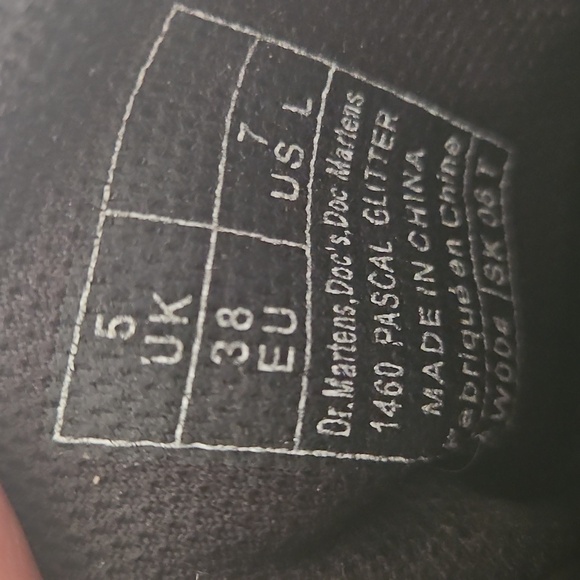 5
UK
38
EU
7
US L
Dr.Martens,Doc's,Doc Martens
1460 PASCAL GLITTER
MADE IN CHINA
Fabriqué en Chine
AW004 /SK 06 T